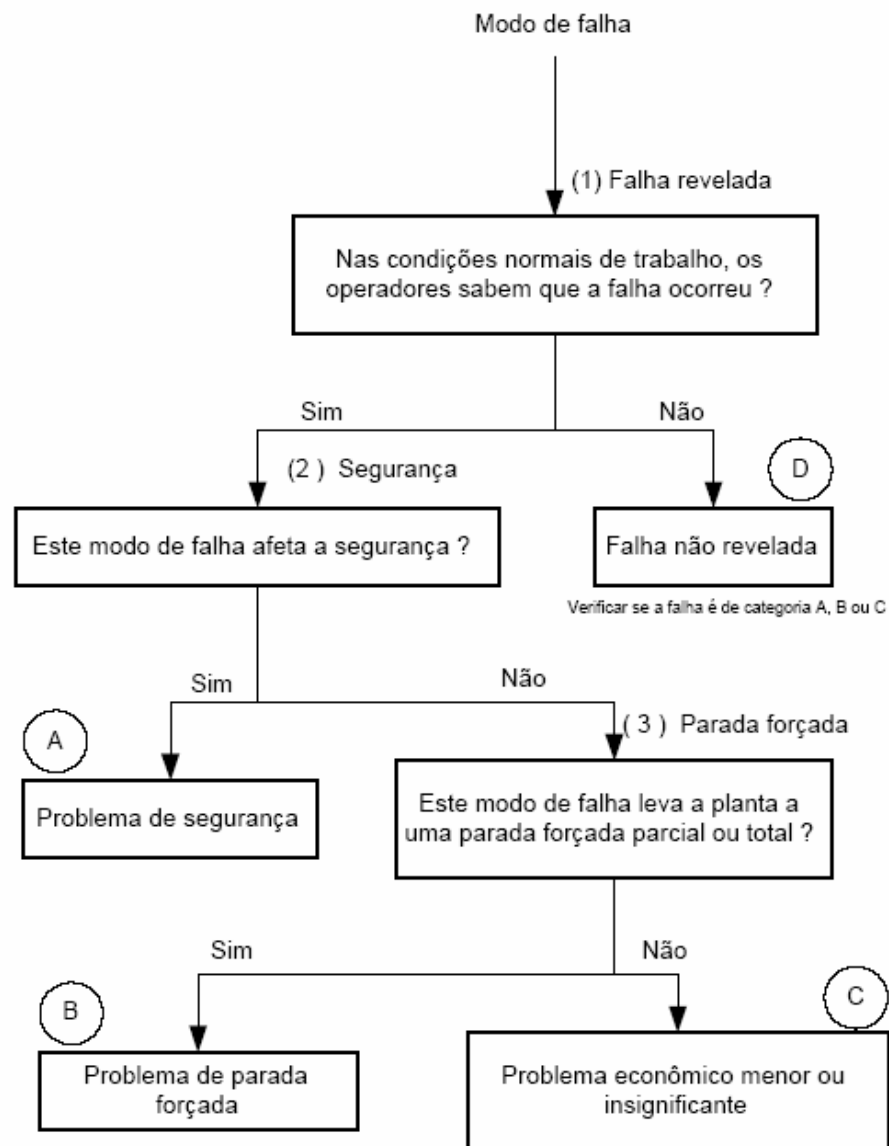 Modo de falha
(1) Falha revelada
Nas condições normais de trabalho, os
operadores sabem que a falha ocorreu ?
Sim
Não
(2 ) Segurança
D
Este modo de falha afeta a segurança ?
Falha não revelada
Verificar se a falha é de categoria A, B ou C
Sim
Não
A
( 3 ) Parada forçada
Problema de segurança
Este modo de falha leva a planta a
uma parada forçada parcial ou total ?
Sim
Não
B
C
Problema de parada
forçada
Problema econômico menor ou
insignificante